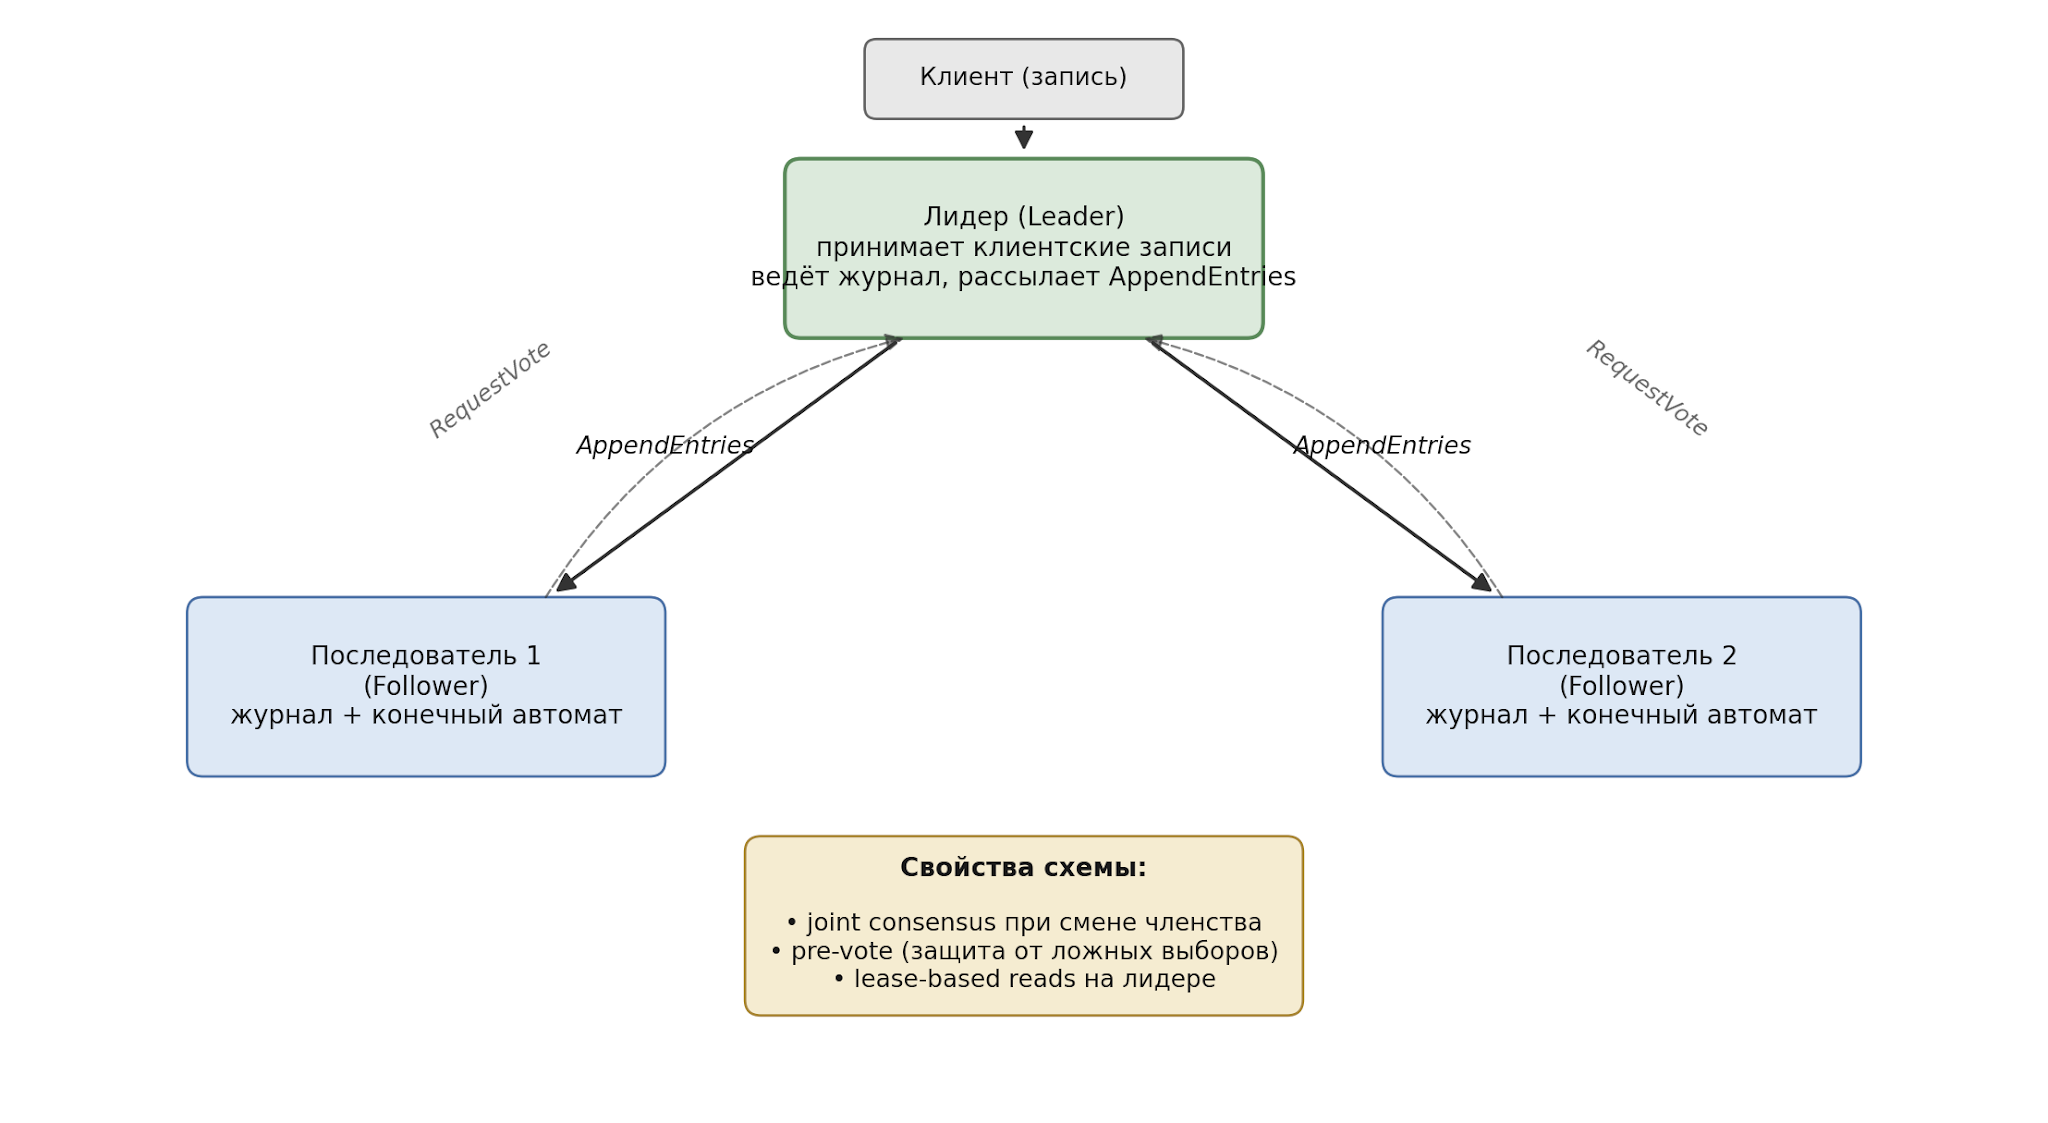 Клиент (запись)
Лидер (Leader)
принимает клиентские записи
ведёт журнал, рассылает AppendEntries
RequestVote
RequestVote
AppendEntries
AppendEntries
Последователь 1
(Follower)
журнал + конечный автомат
Последователь 2
(Follower)
журнал + конечный автомат
Свойства схемы:
• joint consensus при смене членства
• pre-vote (защита от ложных выборов)
• lease-based reads на лидере